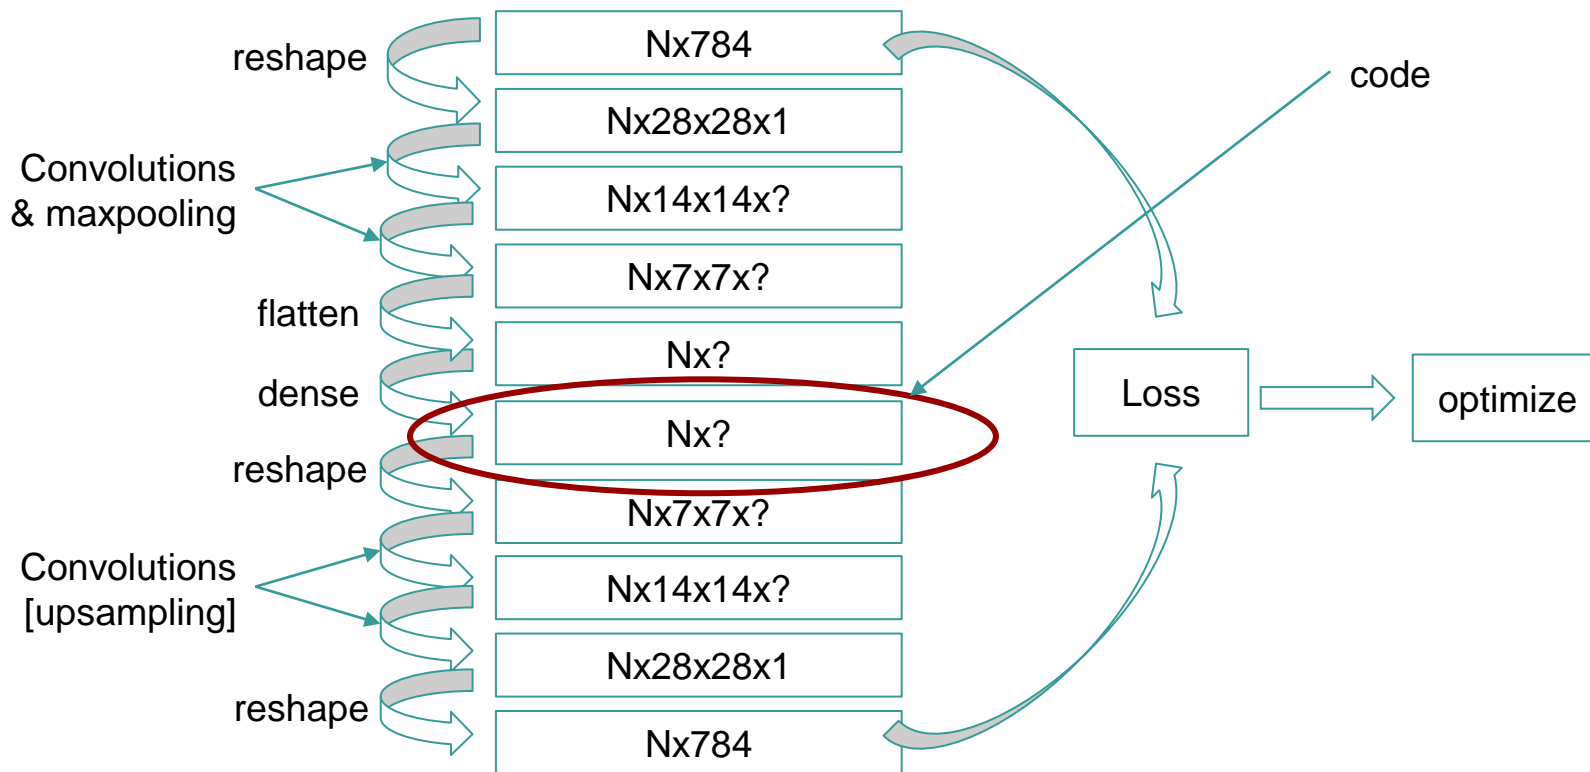 reshape
Nx784
code
Nx28x28x1
Convolutions
& maxpooling
Nx14x14x?
Nx7x7x?
flatten
Nx?
dense
Nx?
Loss
optimize
reshape
Nx7x7x?
Convolutions
[upsampling]
Nx14x14x?
Nx28x28x1
reshape
Nx784